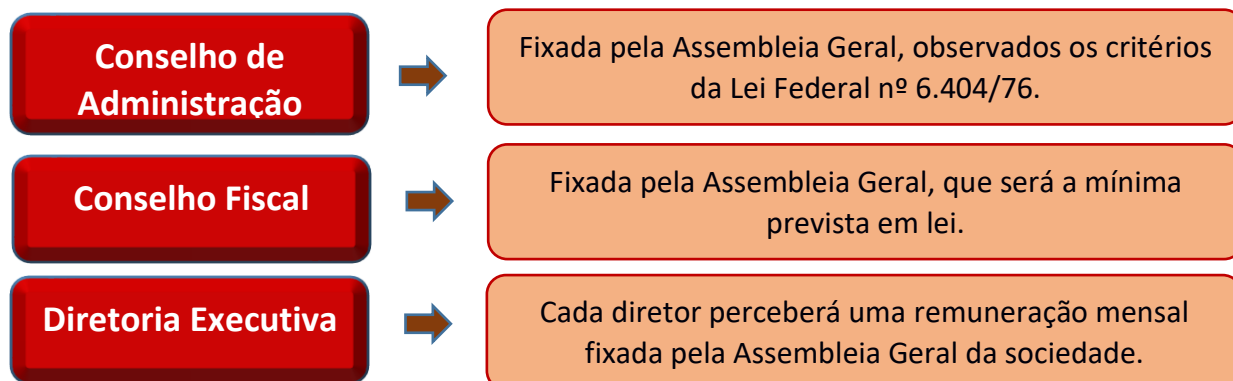 Conselho de
Administração
Fixada pela Assembleia Geral, observados os critérios
da Lei Federal nº 6.404/76.
Conselho Fiscal
Fixada pela Assembleia Geral, que será a mínima
prevista em lei.
Diretoria Executiva
Cada diretor perceberá uma remuneração mensal
fixada pela Assembleia Geral da sociedade.